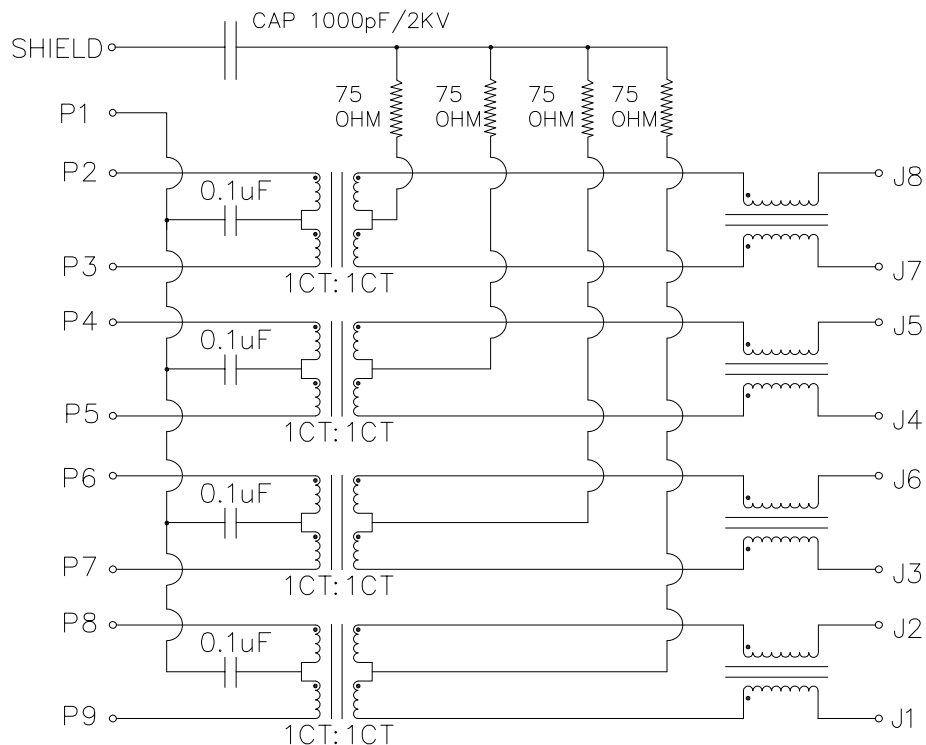 CAP 1000pF/2KV
SHIELD
75 OHM
75 OHM
75 OHM
75 OHM
P1
P2
J8
0.1uF
P3
J7
1CT:1CT
P4
J5
0.1uF
P5
J4
1CT:1CT
P6
J6
0.1uF
P7
J3
1CT:1CT
P8
J2
0.1uF
P9
J1
1CT:1CT